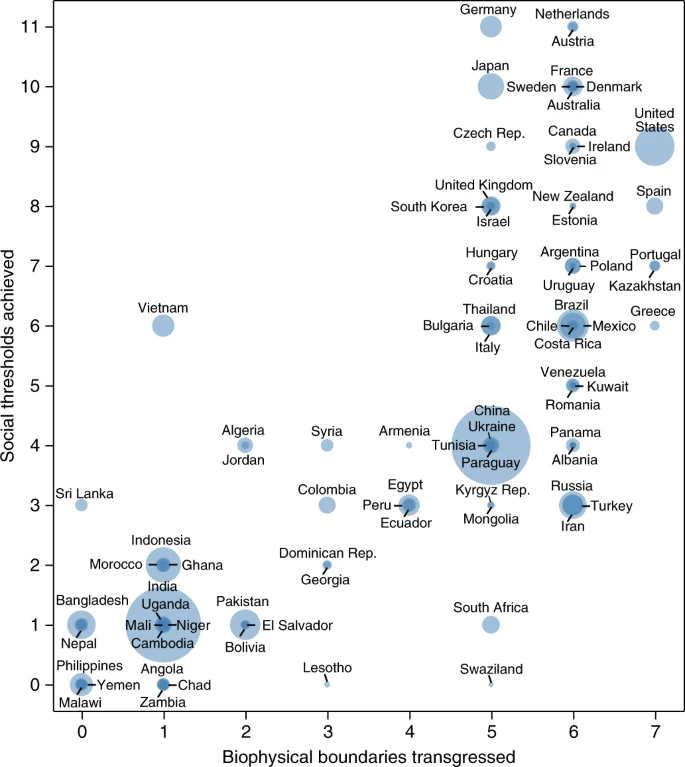 Germany
Netherlands
11
Austria
Japan
France
10
Sweden
Denmark
Australia
United
States
Czech Rep.
Canada
9
Ireland
Slovenia
United Kingdom
New Zealand
Spain
8
South Korea
Israel
Estonia
Hungary
Argentina
Portugal
7
Poland
Croatia
Uruguay
Kazakhstan
Vietnam
Thailand
Brazil
Greece
6
Bulgaria
Chile
Mexico
Italy
Costa Rica
Venezuela
5
Kuwait
Romania
China
Algeria
Syria
Armenia
Ukraine
Panama
4
Tunisia
Jordan
Paraguay
Albania
Sri Lanka
Colombia
Egypt
Kyrgyz Rep.
Russia
3
Peru
Turkey
Ecuador
Mongolia
Iran
Indonesia
Dominican Rep.
2
Morocco
Ghana
Georgia
India
Bangladesh
Uganda
Pakistan
South Africa
1
Mali
Niger
El Salvador
Nepal
Cambodia
Bolivia
Philippines
Angola
Lesotho
Swaziland
0
Yemen
Chad
Malawi
Zambia
Social thresholds achieved
0 1 2 3 4 5 6 7
Biophysical boundaries transgressed